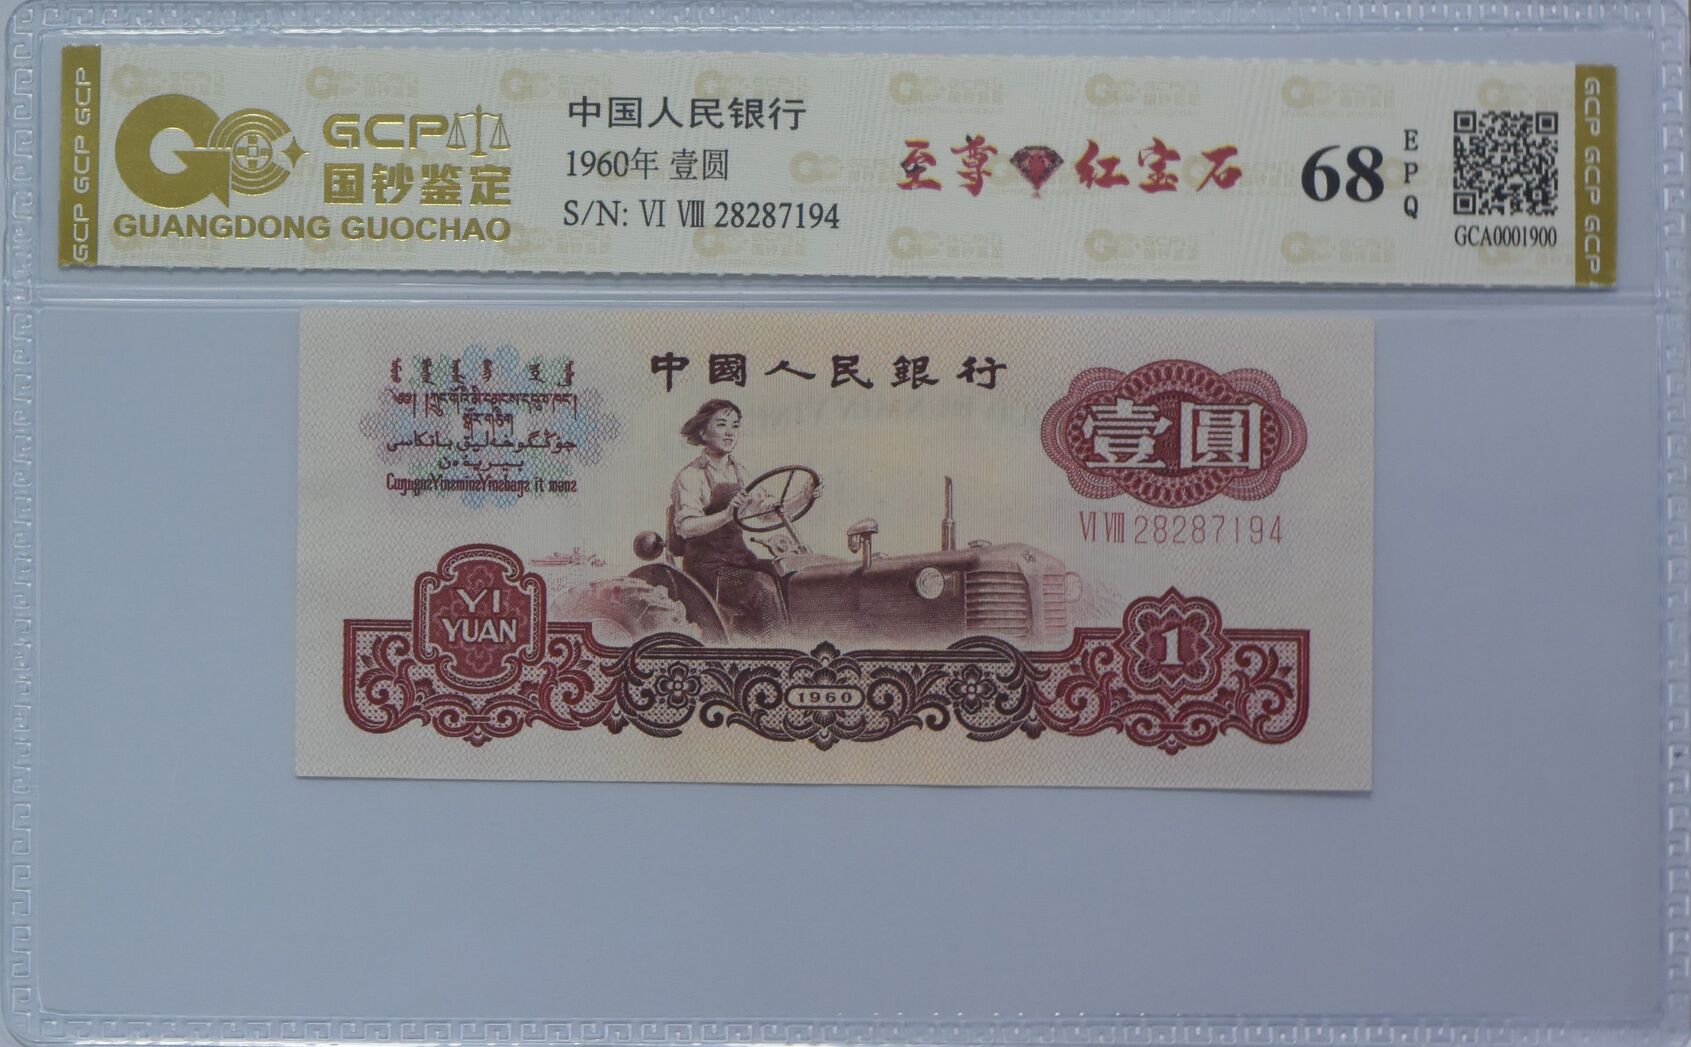 GCP GCP GCP
GCP
国钞鉴定
GUANGDONG GUOCHAO
中国人民银行
1960年 壹圆
S/N: Ⅵ Ⅷ 28287194
至尊 红宝石
68
EPQ
GCA0001900
GCP GCP GCP
中國人民銀行
壹圓
Ⅵ Ⅷ 28287194
YI
YUAN
1
1960